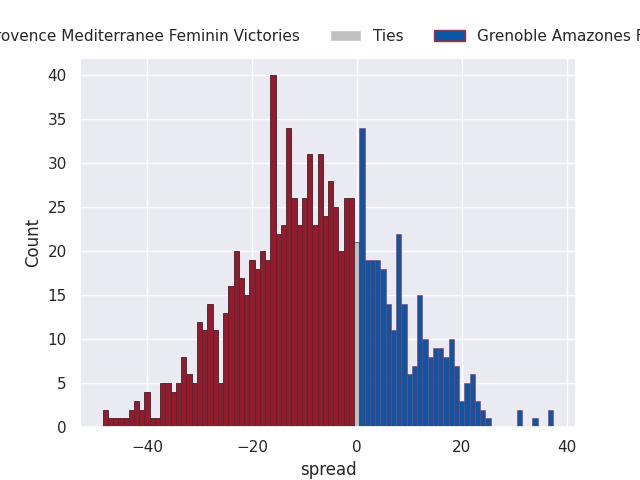 rovence Mediterranee Feminin Victories Ties Grenoble Amazones F
40
35
30
25
20
15
10
5
0
Count
−40 −20 0 20 40
spread